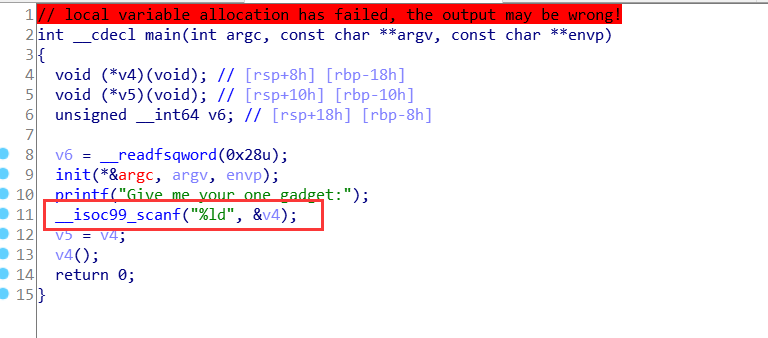 1 // local variable allocation has failed, the output may be wrong!
2 int __cdecl main(int argc, const char **argv, const char **envp)
3 {
4 void (*v4)(void); // [rsp+8h] [rbp-18h]
5 void (*v5)(void); // [rsp+10h] [rbp-10h]
6 unsigned __int64 v6; // [rsp+18h] [rbp-8h]
7
8 v6 = __readfsqword(0x28u);
9 init(*&argc, argv, envp);
10 printf("Give me your one gadget:");
11 __isoc99_scanf("%ld", &v4);
12 v5 = v4;
13 v4();
14 return 0;
15 }